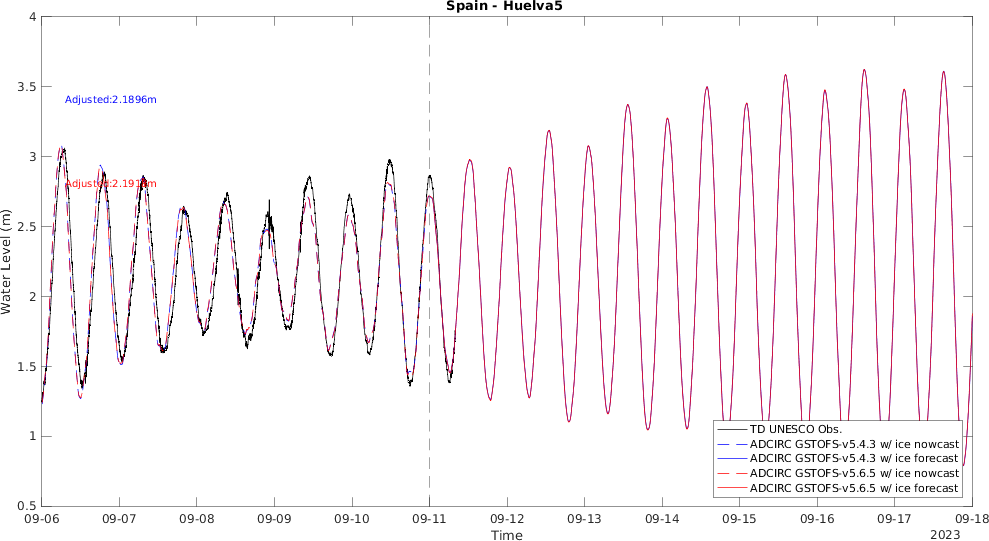 Spain - Huelva5
4
3.5
3
2.5
2
1.5
1
0.5
Water Level (m)
Adjusted:2.1896m
TD UNESCO Obs.
ADCIRC GSTOFS-v5.4.3 w/ ice nowcast
ADCIRC GSTOFS-v5.4.3 w/ ice forecast
ADCIRC GSTOFS-v5.6.5 w/ ice nowcast
ADCIRC GSTOFS-v5.6.5 w/ ice forecast
09-06 09-07 09-08 09-09 09-10 09-11 09-12 09-13 09-14 09-15 09-16 09-17 09-18
Time
2023